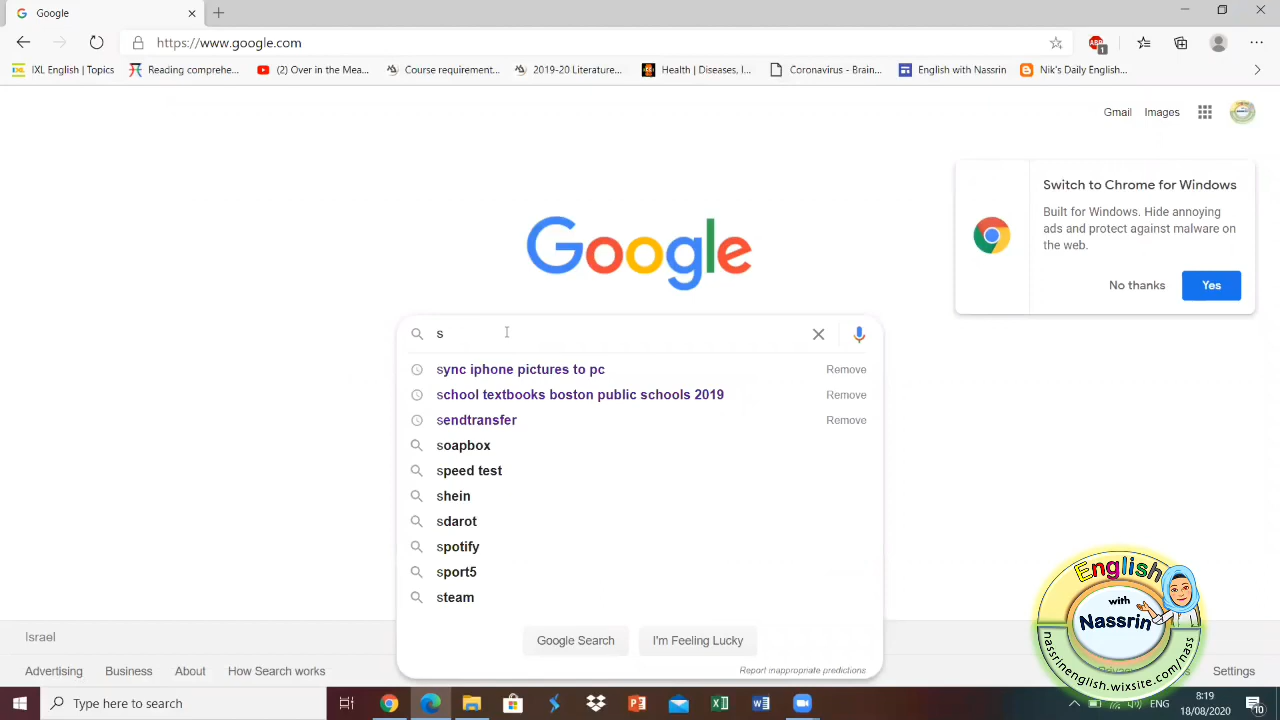 Google
https://www.google.com
1
IXL English | Topics
Reading comprehe...
(2) Over in the Mea...
Course requirement...
2019-20 Literature...
Health | Diseases, I...
Coronavirus - Brain...
English with Nassrin
Nik's Daily English...
Gmail Images
Switch to Chrome for Windows
Built for Windows. Hide annoying
ads and protect against malware on
the web.
No thanks Yes
Google
s
sync iphone pictures to pc Remove
school textbooks boston public schools 2019 Remove
sendtransfer Remove
soapbox
speed test
shein
sdarot
spotify
sport5
steam
Google Search I'm Feeling Lucky
Report inappropriate predictions
Israel
Advertising Business About How Search works
Settings
English
with
Nassrin
nassrinenglish.wixsite.com/bass
Type here to search
ENG
8:19
18/08/2020
10